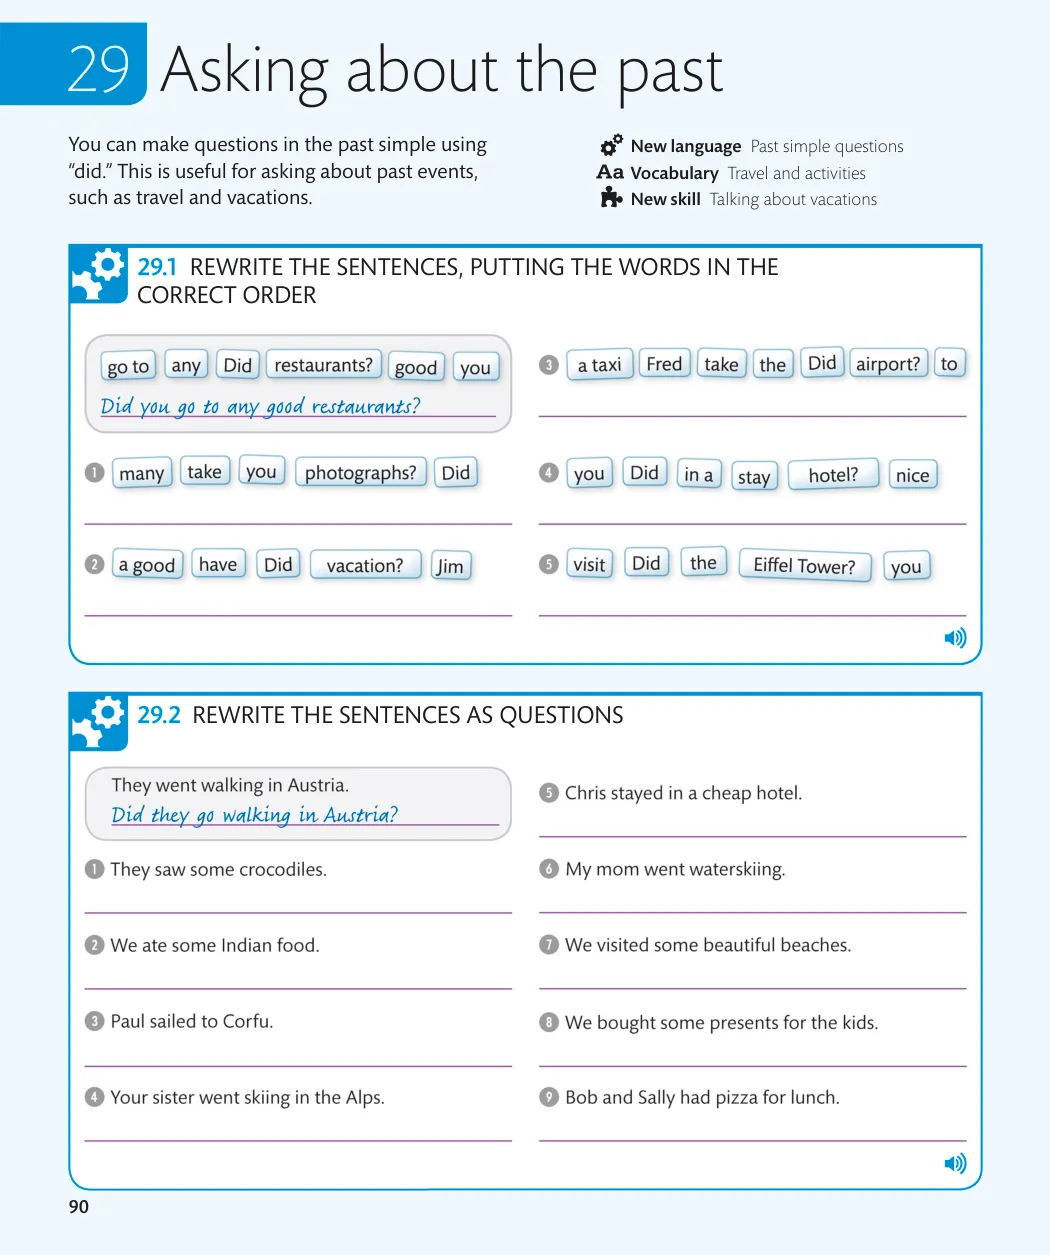 29 Asking about the past
You can make questions in the past simple using
“did.” This is useful for asking about past events,
such as travel and vacations.
New language Past simple questions
Aa Vocabulary Travel and activities
New skill Talking about vacations
29.1 REWRITE THE SENTENCES, PUTTING THE WORDS IN THE
CORRECT ORDER
go to any Did restaurants? good you
Did you go to any good restaurants?
1 many take you photographs? Did
2 a good have Did vacation? Jim
3 a taxi Fred take the Did airport? to
4 you Did in a stay hotel? nice
5 visit Did the Eiffel Tower? you
29.2 REWRITE THE SENTENCES AS QUESTIONS
They went walking in Austria.
Did they go walking in Austria?
1 They saw some crocodiles.
2 We ate some Indian food.
3 Paul sailed to Corfu.
4 Your sister went skiing in the Alps.
5 Chris stayed in a cheap hotel.
6 My mom went waterskiing.
7 We visited some beautiful beaches.
8 We bought some presents for the kids.
9 Bob and Sally had pizza for lunch.
90